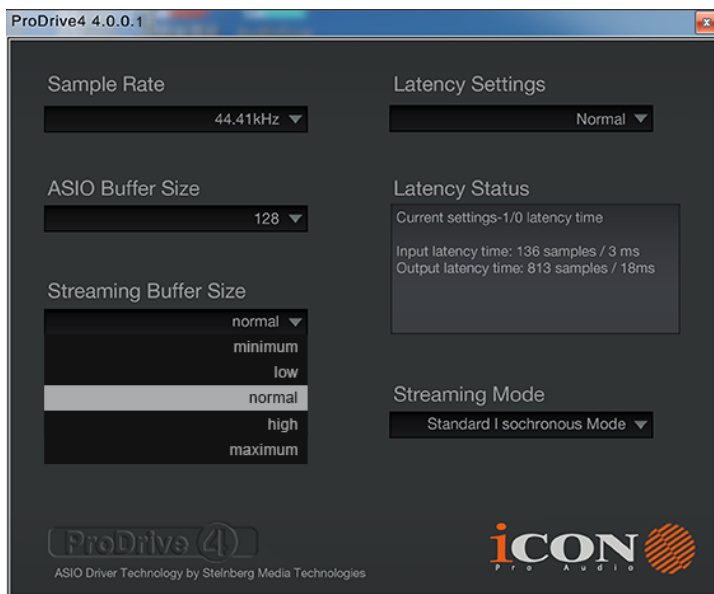 ProDrive4 4.0.0.1
Sample Rate
44.41kHz
ASIO Buffer Size
128
Streaming Buffer Size
normal
minimum
low
normal
high
maximum
Latency Settings
Normal
Latency Status
Current settings-1/0 latency time
Input latency time: 136 samples / 3 ms
Output latency time: 813 samples / 18ms
Streaming Mode
Standard I sochronous Mode
ProDrive 4
ASIO Driver Technology by Stelnberg Media Technologies
iCON
Pro Audio